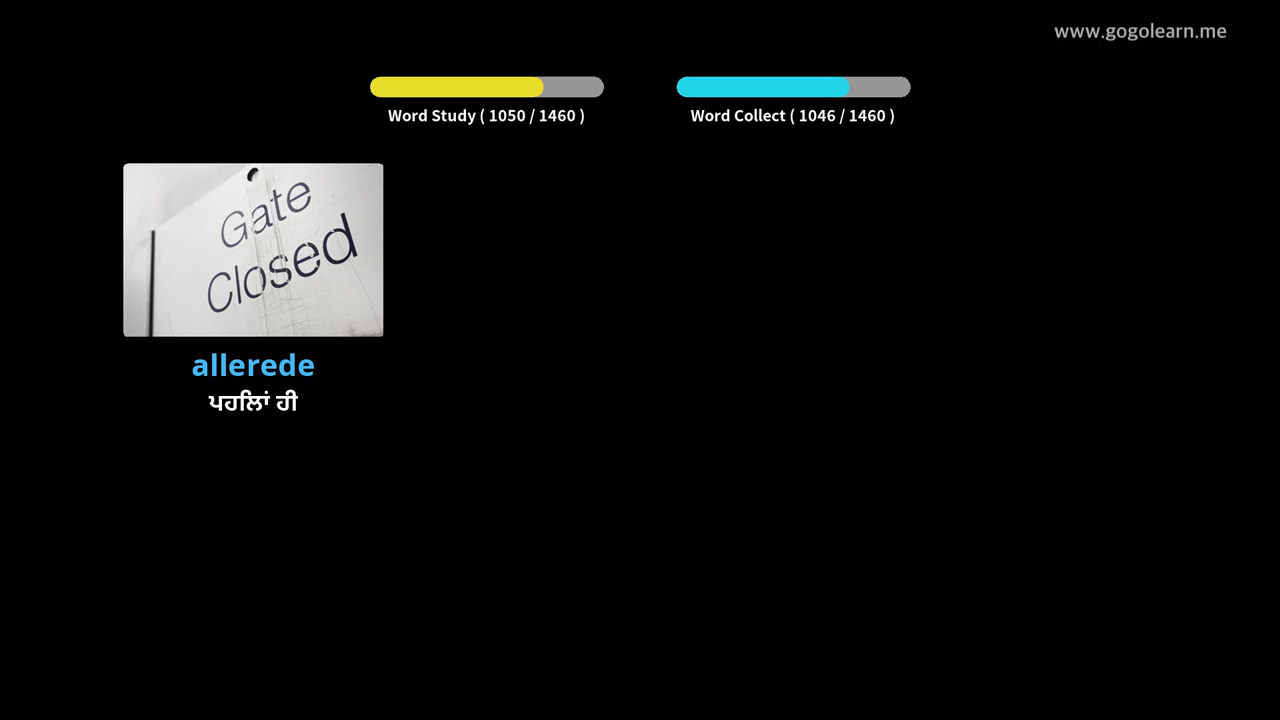 www.gogolearn.me
Word Study ( 1050 / 1460 )
Word Collect ( 1046 / 1460 )
Gate
Closed
allerede
ਪਹਿਲਾਂ ਹੀ